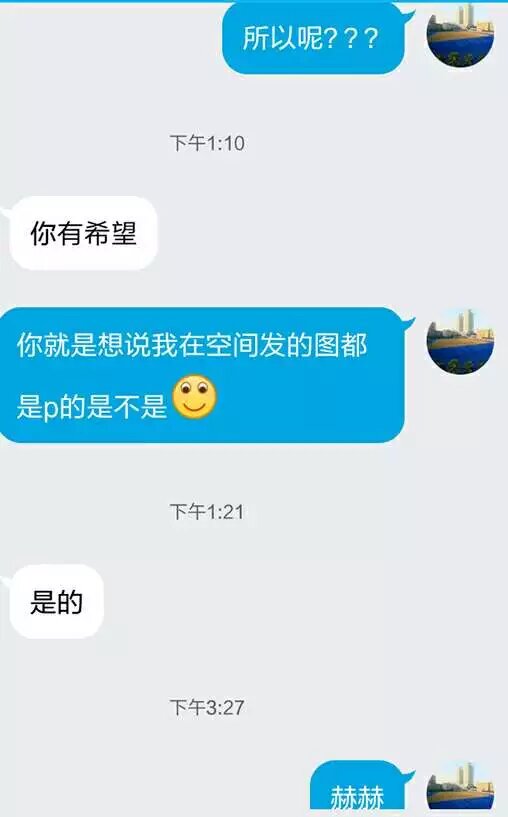 所以呢???
下午1:10
你有希望
你就是想说我在空间发的图都
是p的是不是
下午1:21
是的
下午3:27
赫赫